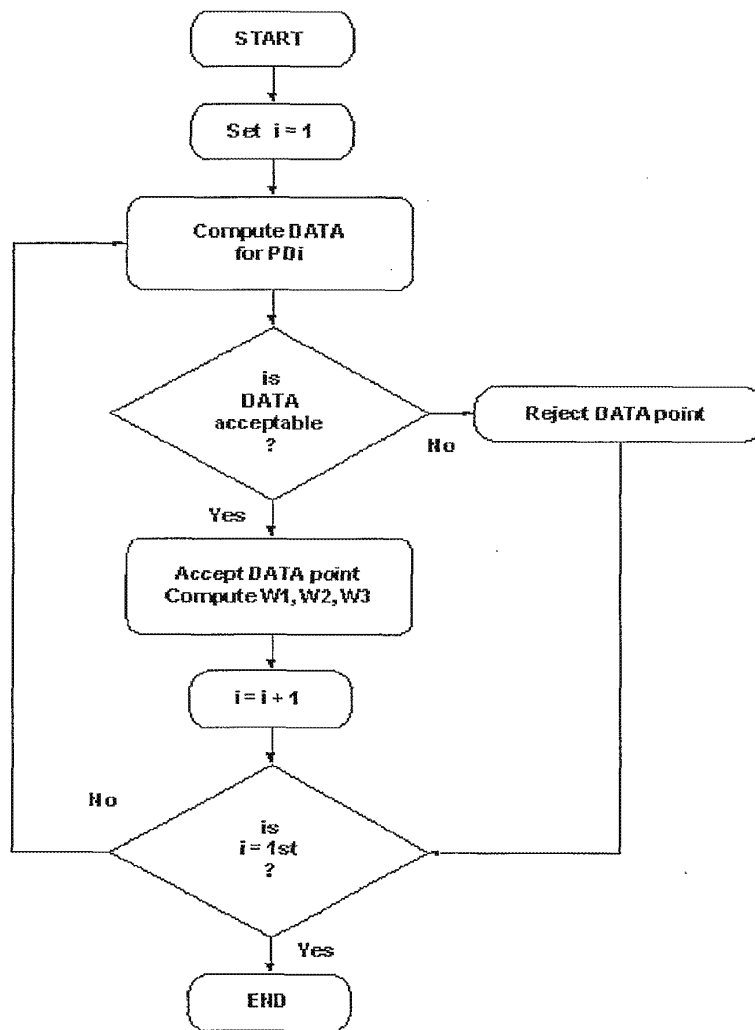 START
Set i = 1
Compute DATA
for PDi
is
DATA
acceptable
?
No
Reject DATA point
Yes
Accept DATA point
Compute W1, W2, W3
i = i + 1
No
is
i = 1st
?
Yes
END